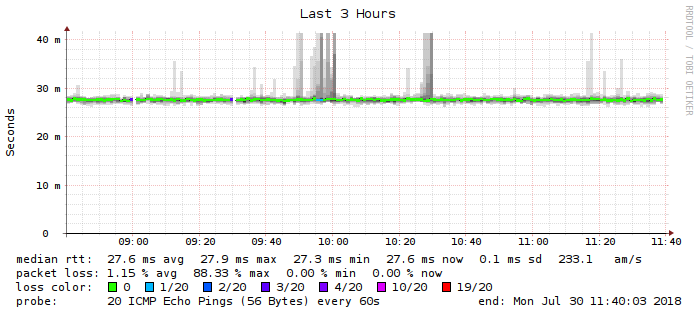 Last 3 Hours
RRDTOOL / TOBI OETIKER
Seconds
40 m
30 m
20 m
10 m
0
09:00 09:20 09:40 10:00 10:20 10:40 11:00 11:20 11:40
median rtt: 27.6 ms avg 27.9 ms max 27.3 ms min 27.6 ms now 0.1 ms sd 233.1 am/s
packet loss: 1.15 % avg 88.33 % max 0.00 % min 0.00 % now
loss color: 0 1/20 2/20 3/20 4/20 10/20 19/20
probe: 20 ICMP Echo Pings (56 Bytes) every 60s end: Mon Jul 30 11:40:03 2018